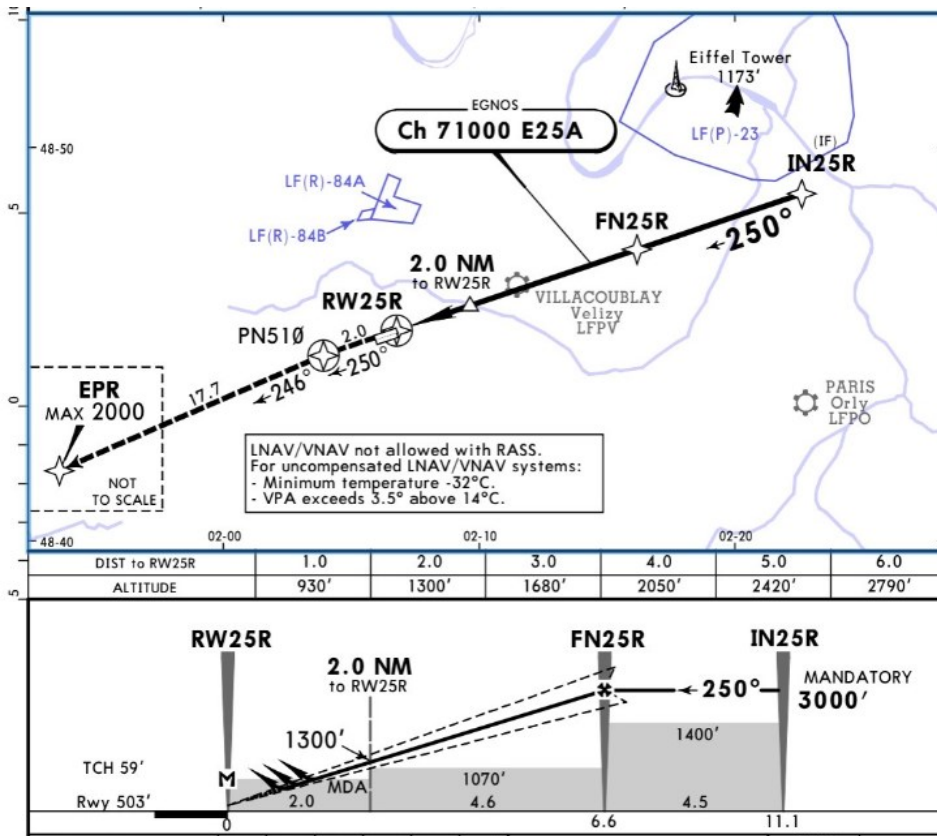 Eiffel Tower
1173'
LF(P)-23
EGNOS
Ch 71000 E25A
(IF)
IN25R
48-50
LF(R)-84A
5
LF(R)-84B
FN25R
←250°
2.0 NM
to RW25R
RW25R
VILLACOUBLAY
Velizy
LFPV
PN510
2.0
←250°
←246°
17.7
EPR
MAX 2000
NOT
TO SCALE
0
PARIS
Orly
LFPO
LNAV/VNAV not allowed with RASS.
For uncompensated LNAV/VNAV systems:
- Minimum temperature -32°C.
- VPA exceeds 3.5° above 14°C.
48-40
02-00 02-10 02-20
DIST to RW25R 1.0 2.0 3.0 4.0 5.0 6.0
ALTITUDE 930' 1300' 1680' 2050' 2420' 2790'
5
RW25R FN25R IN25R
2.0 NM
to RW25R
←250°
MANDATORY
3000'
1300'
1400'
TCH 59'
M
MDA
1070'
Rwy 503'
2.0 4.6 4.5
0 6.6 11.1